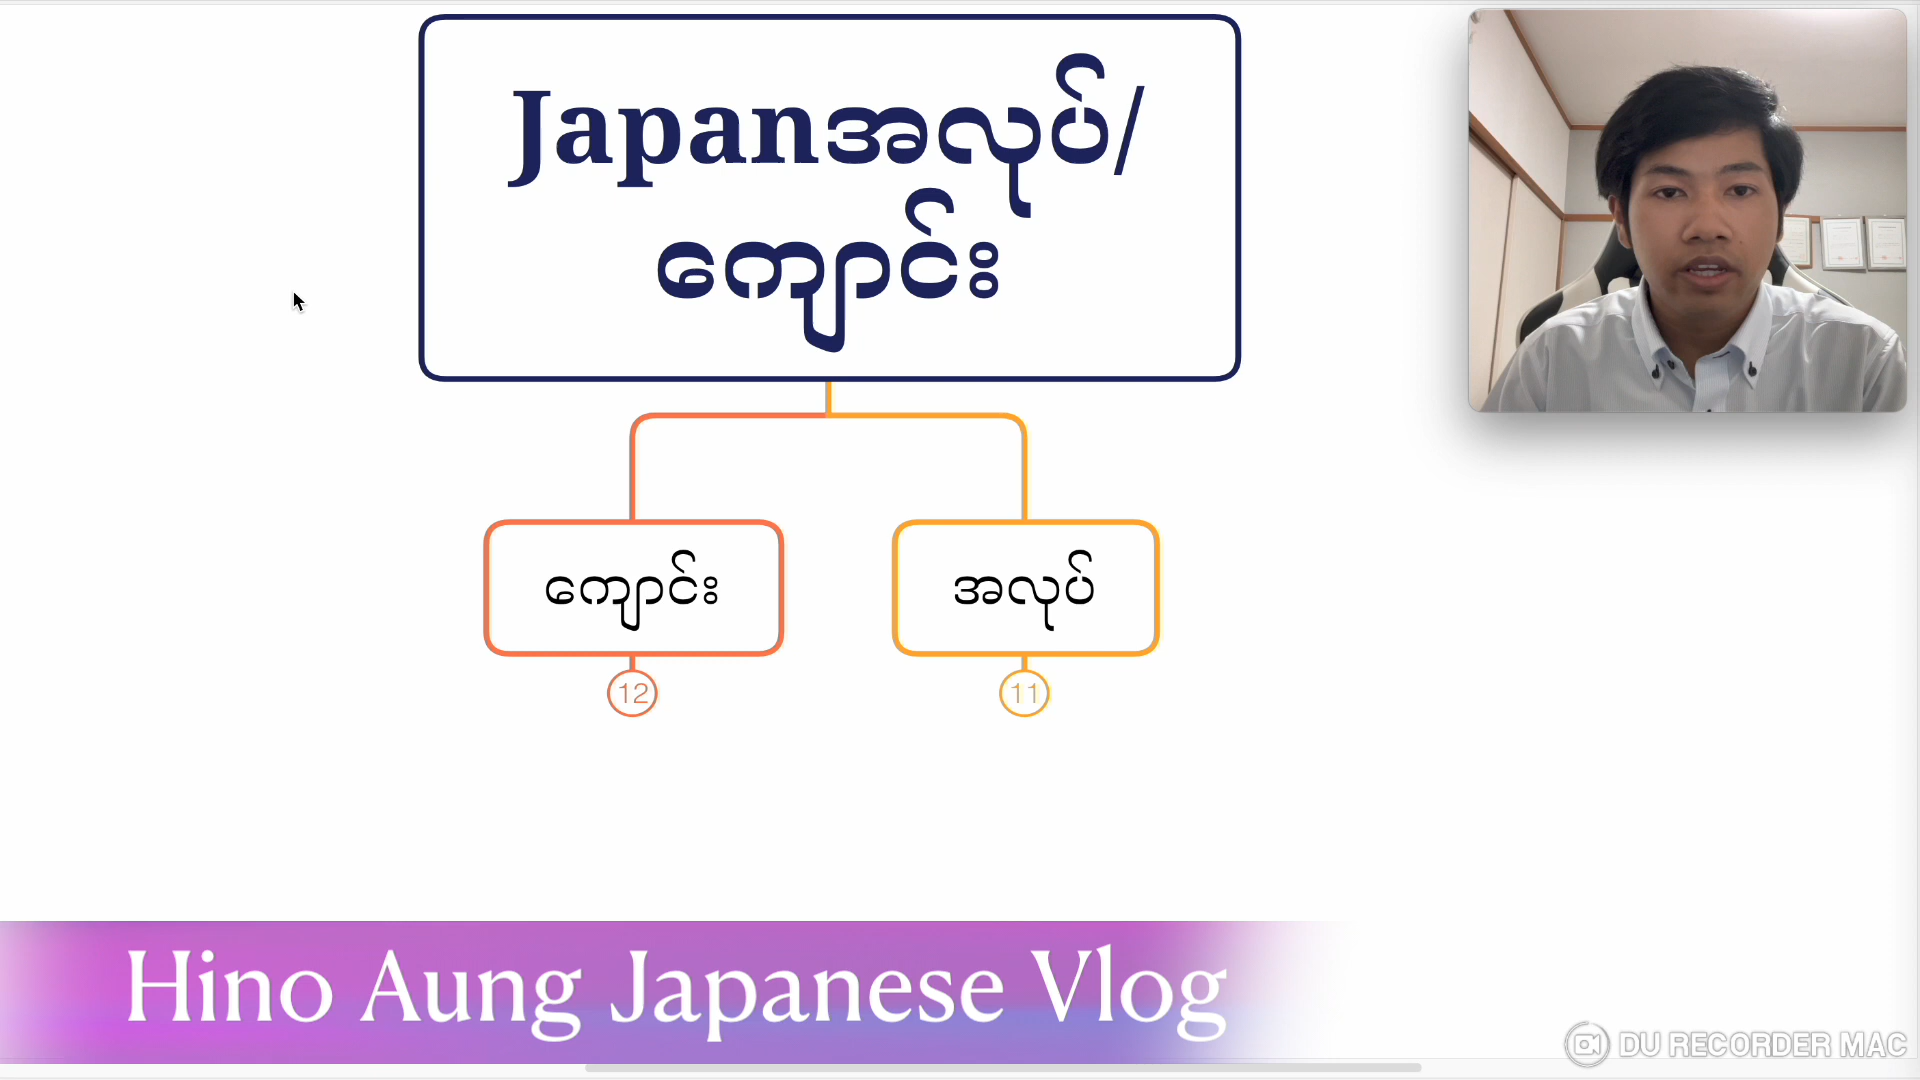 Japanအလုပ်/
ကျောင်း
ကျောင်း
အလုပ်
12
11
Hino Aung Japanese Vlog
DU RECORDER MAC